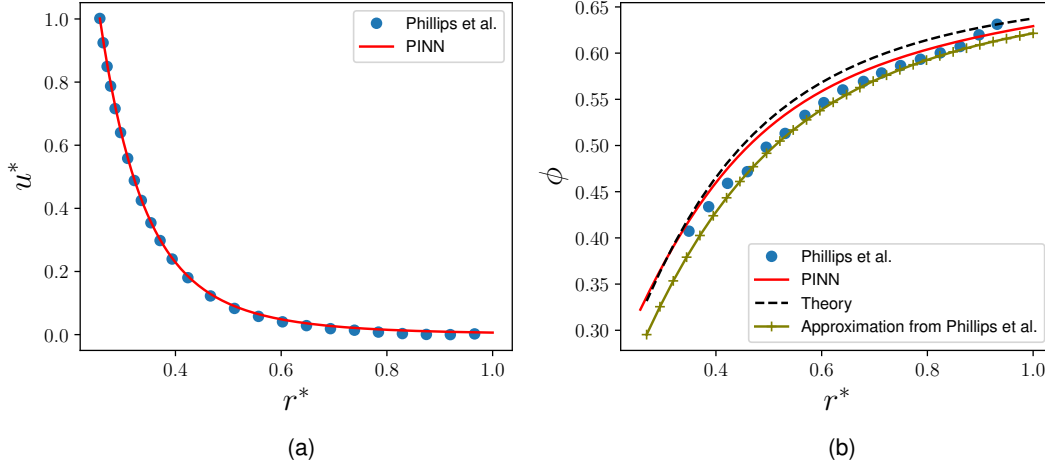 1.0
0.8
0.6
0.4
0.2
0.0
u*
0.4
0.6
0.8
1.0
r*
Phillips et al.
PINN
(a)
0.65
0.60
0.55
0.50
0.45
0.40
0.35
0.30
ϕ
0.4
0.6
0.8
1.0
r*
Phillips et al.
PINN
Theory
Approximation from Phillips et al.
(b)